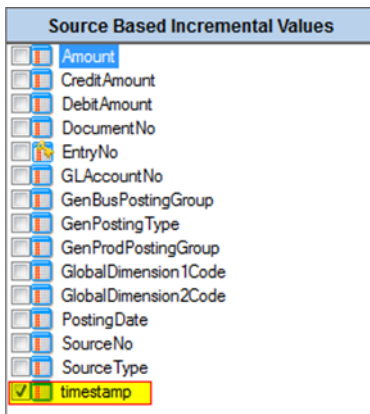 Source Based Incremental Values
Amount
CreditAmount
DebitAmount
DocumentNo
EntryNo
GLAccountNo
GenBusPostingGroup
GenPostingType
GenProdPostingGroup
GlobalDimension1Code
GlobalDimension2Code
PostingDate
SourceNo
SourceType
timestamp